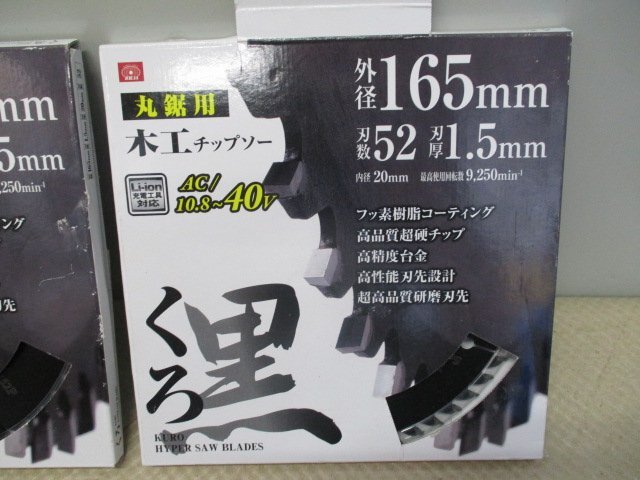 丸鋸用
木工チップソー
Li-ion
充電工具
対応
AC/
10.8~40V
外径165mm
刃数52 刃厚1.5mm
内径20mm 最高使用回転数9,250min-1
フッ素樹脂コーティング
高品質超硬チップ
高精度台金
高性能刃先設計
超高品質研磨刃先
くろ
黒
KURO
HYPER SAW BLADES
mm
5mm
,250min-1
ング
刃先